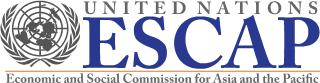 UNITED NATIONS
ESCAP
Economic and Social Commission for Asia and the Pacific